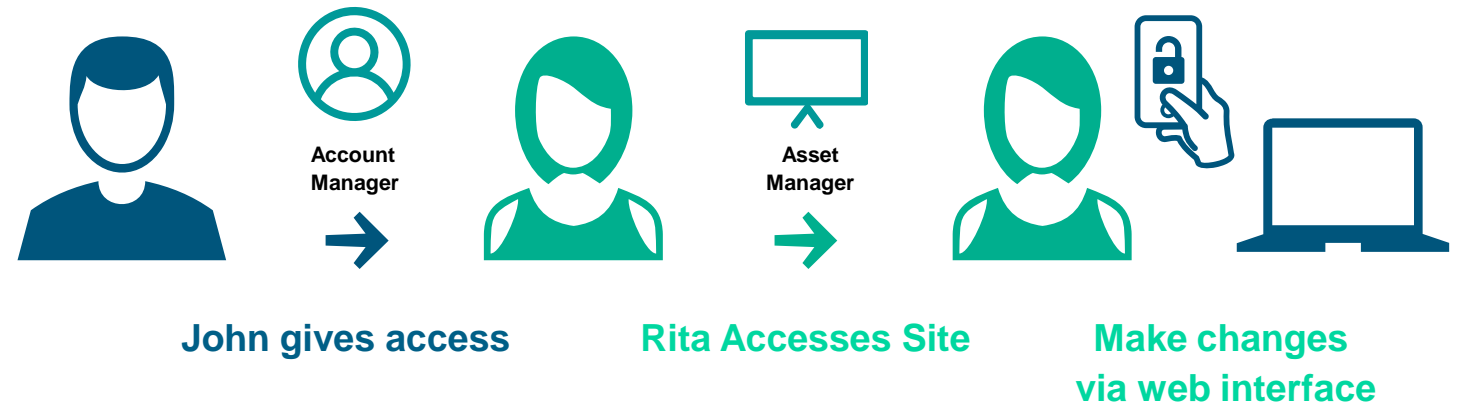 Account
Manager
Asset
Manager
John gives access
Rita Accesses Site
Make changes
via web interface